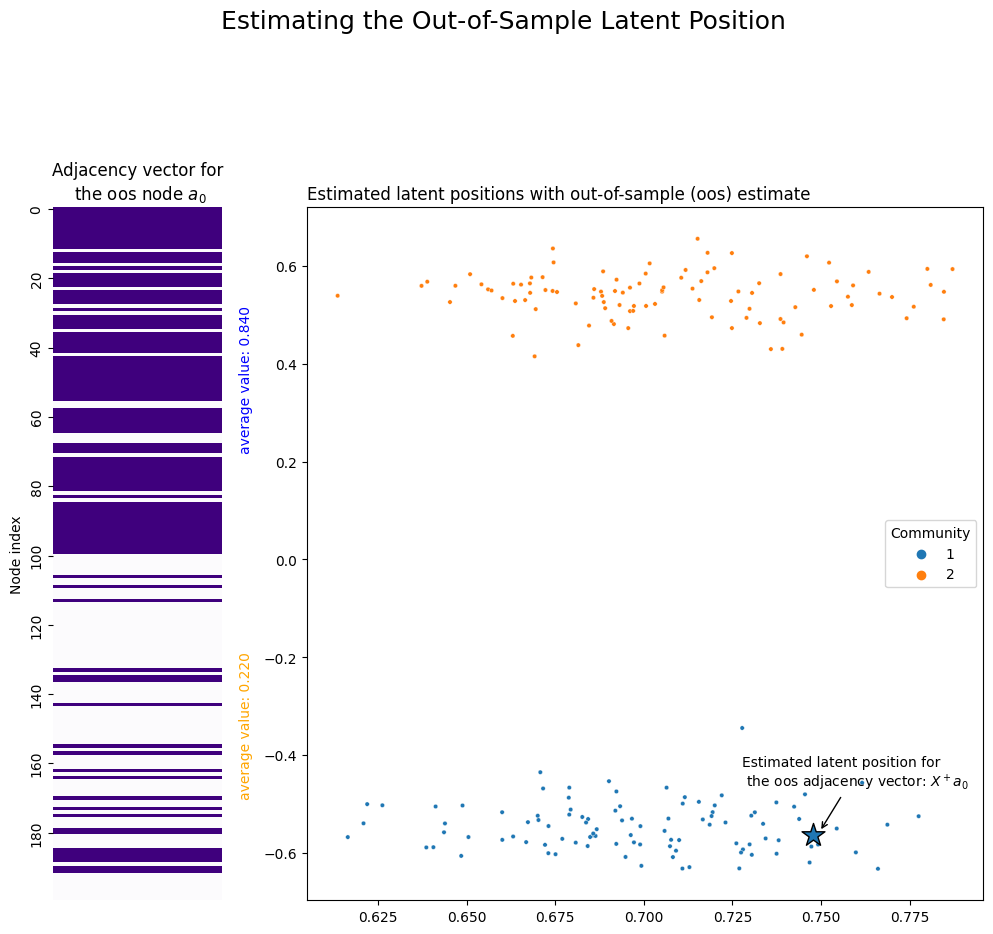 Estimating the Out-of-Sample Latent Position
Adjacency vector for
the oos node $a_0$
Node index
0
20
40
60
80
100
120
140
160
180
average value: 0.840
average value: 0.220
Estimated latent positions with out-of-sample (oos) estimate
0.6
0.4
0.2
0.0
−0.2
−0.4
−0.6
Community
1
2
Estimated latent position for
the oos adjacency vector: $X^+a_0$
0.625
0.650
0.675
0.700
0.725
0.750
0.775